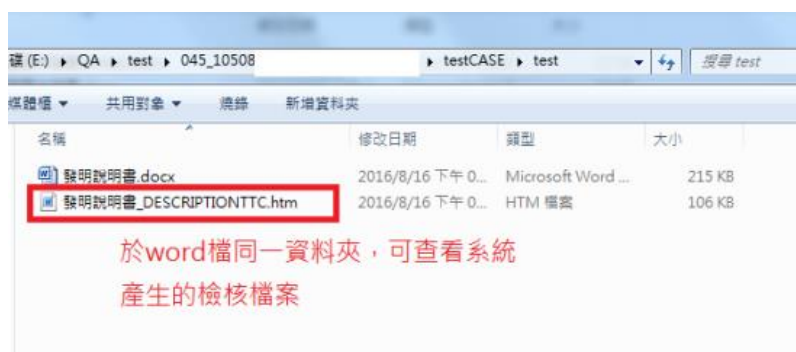 碟 (E:) ▸ QA ▸ test ▸ 045_10508 ▸ testCASE ▸ test 搜尋 test
媒體櫃 ▼ 共用對象 ▼ 燒錄 新增資料夾
名稱 修改日期 類型 大小
發明說明書.docx 2016/8/16 下午 0... Microsoft Word ... 215 KB
發明說明書_DESCRIPTIONTTC.htm 2016/8/16 下午 0... HTM 檔案 106 KB
於word檔同一資料夾，可查看系統
產生的檢核檔案